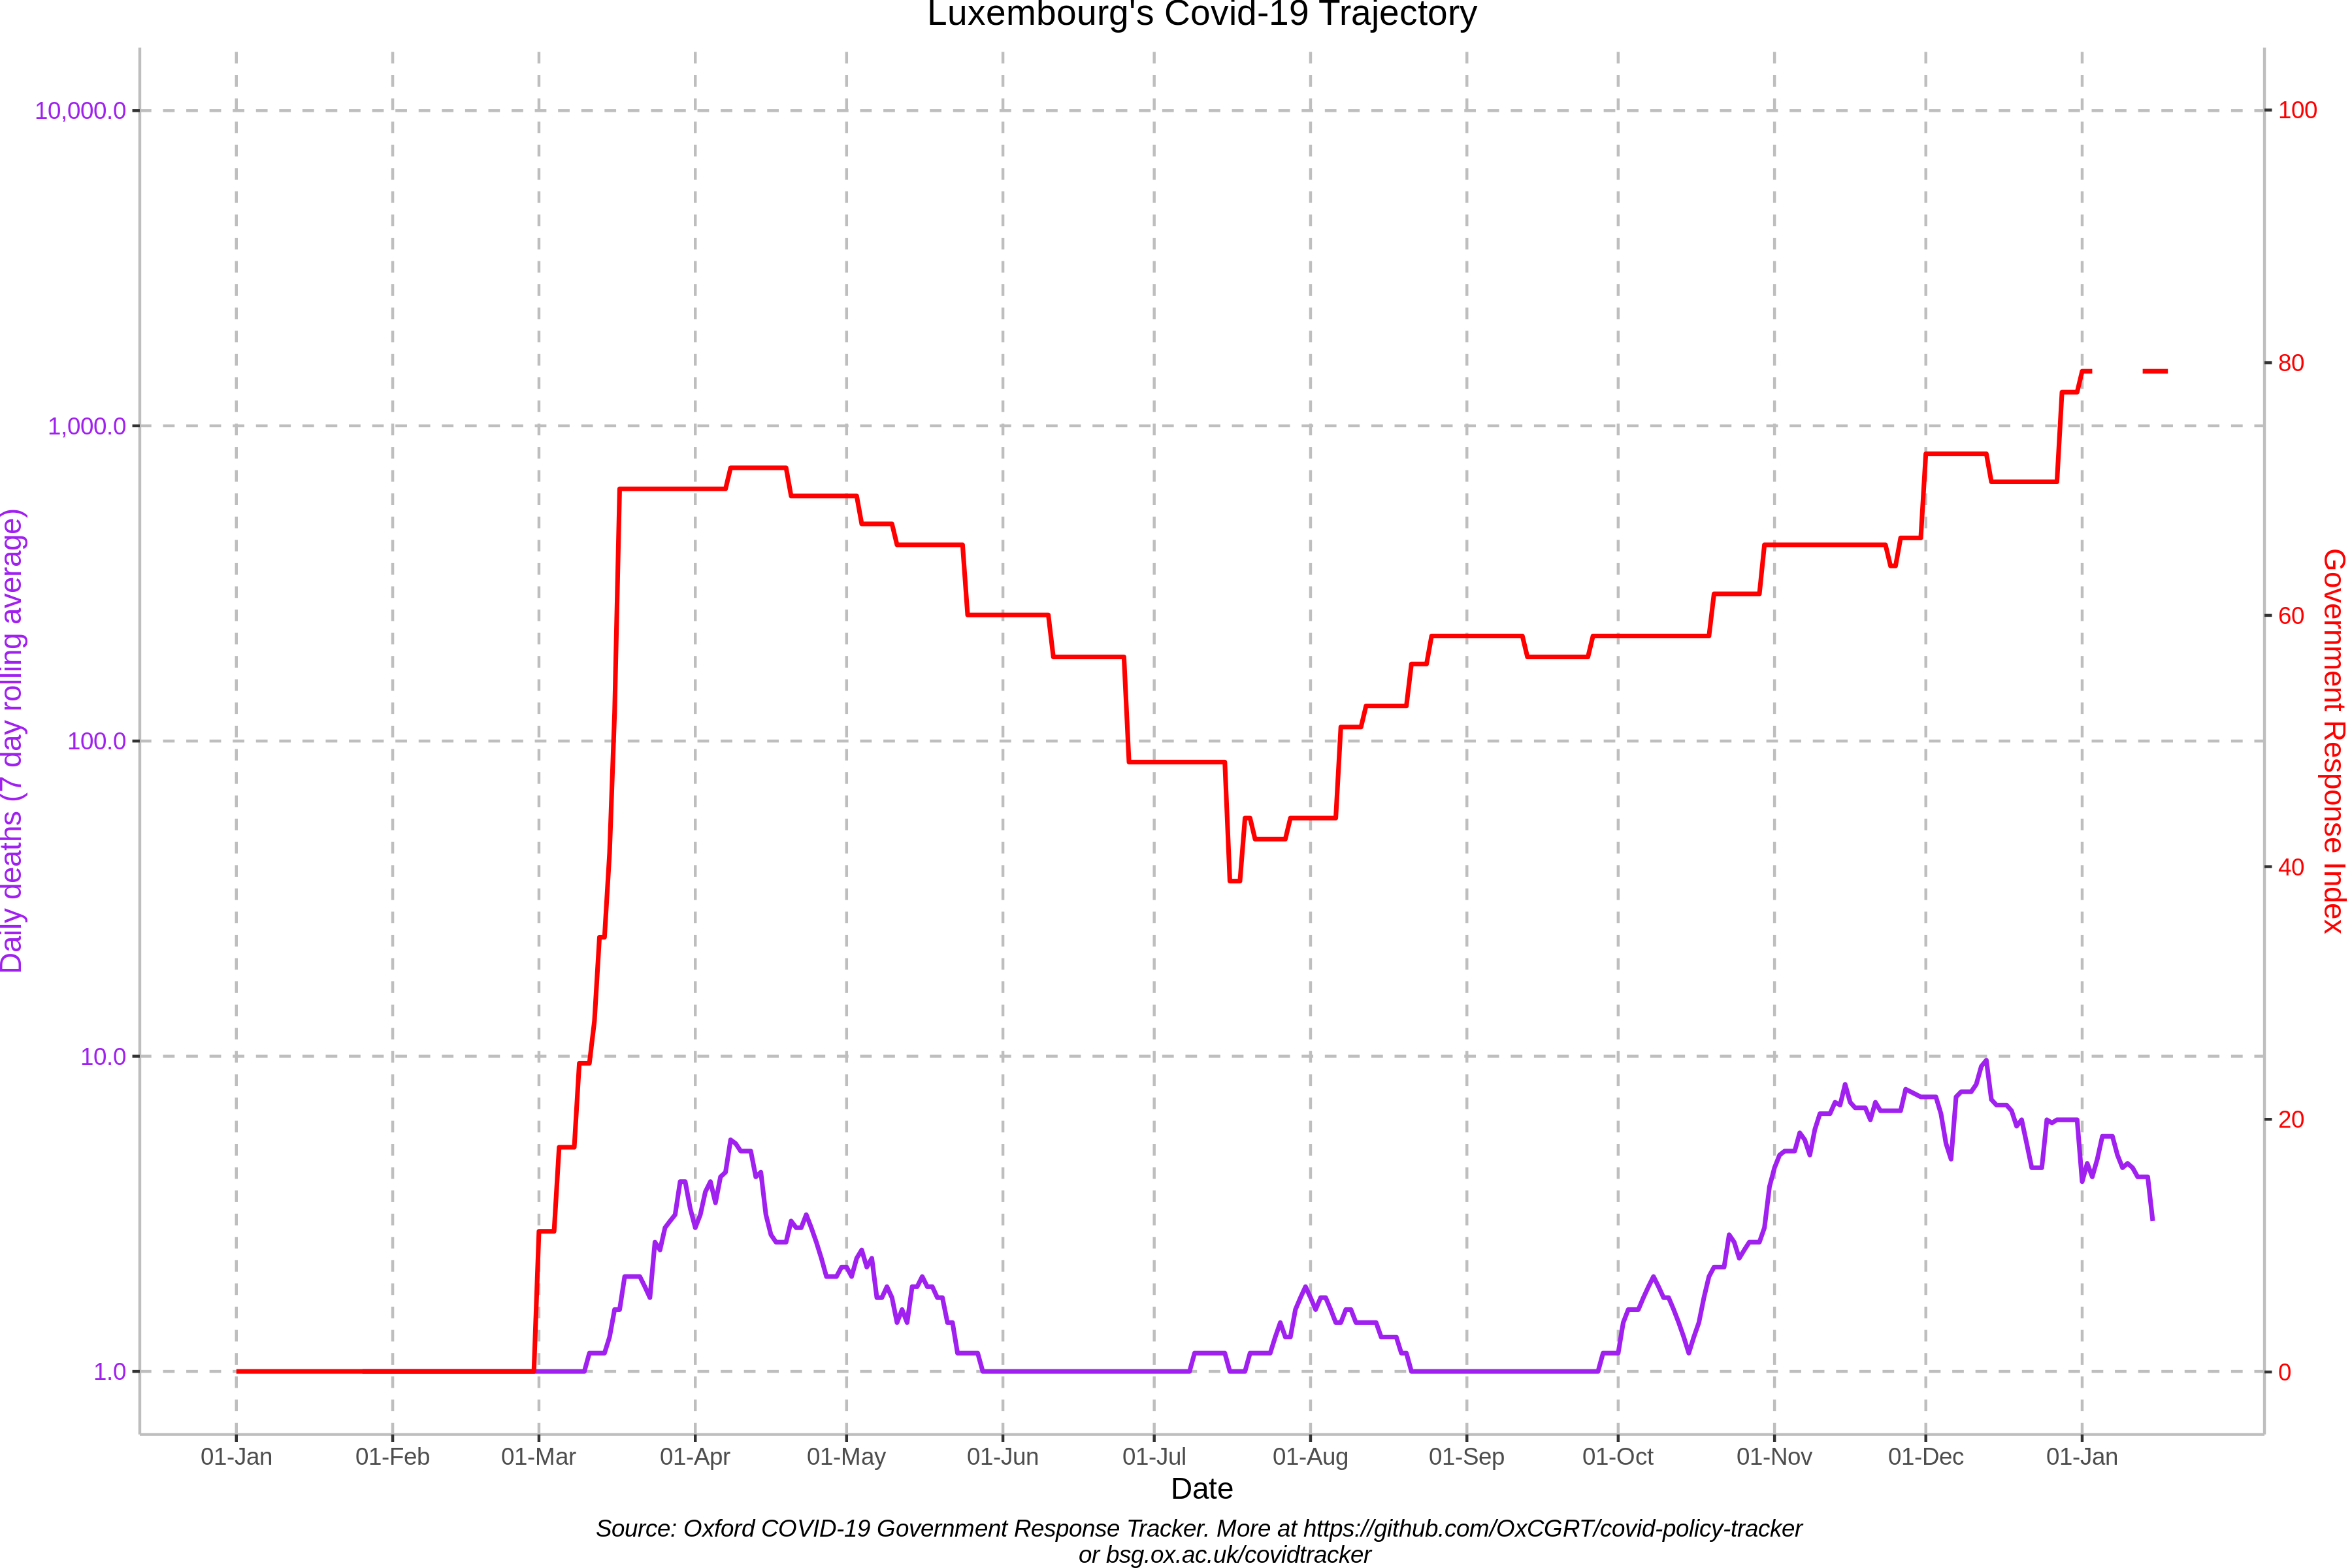 Luxembourg's Covid-19 Trajectory
Daily deaths (7 day rolling average)
10,000.0
1,000.0
100.0
10.0
1.0
100
80
60
40
20
0
Government Response Index
01-Jan 01-Feb 01-Mar 01-Apr 01-May 01-Jun 01-Jul 01-Aug 01-Sep 01-Oct 01-Nov 01-Dec 01-Jan
Date
Source: Oxford COVID-19 Government Response Tracker. More at https://github.com/OxCGRT/covid-policy-tracker
or bsg.ox.ac.uk/covidtracker